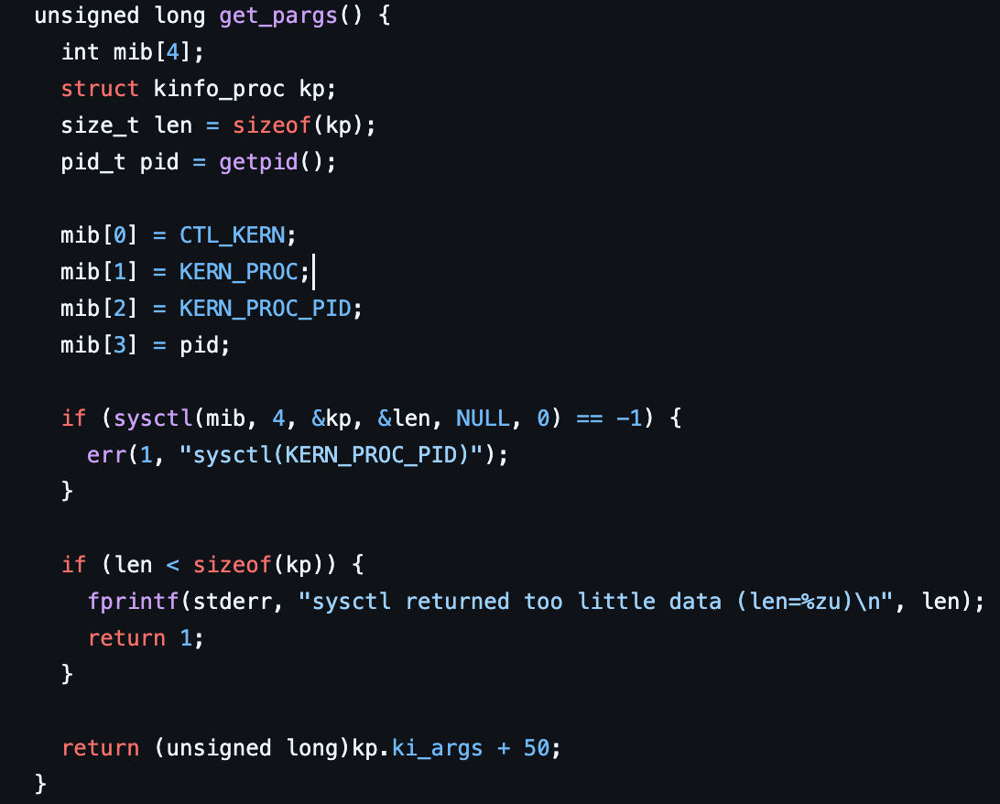 unsigned long get_pargs() {
  int mib[4];
  struct kinfo_proc kp;
  size_t len = sizeof(kp);
  pid_t pid = getpid();

  mib[0] = CTL_KERN;
  mib[1] = KERN_PROC;
  mib[2] = KERN_PROC_PID;
  mib[3] = pid;

  if (sysctl(mib, 4, &kp, &len, NULL, 0) == -1) {
    err(1, "sysctl(KERN_PROC_PID)");
  }

  if (len < sizeof(kp)) {
    fprintf(stderr, "sysctl returned too little data (len=%zu)\n", len);
    return 1;
  }

  return (unsigned long)kp.ki_args + 50;
}